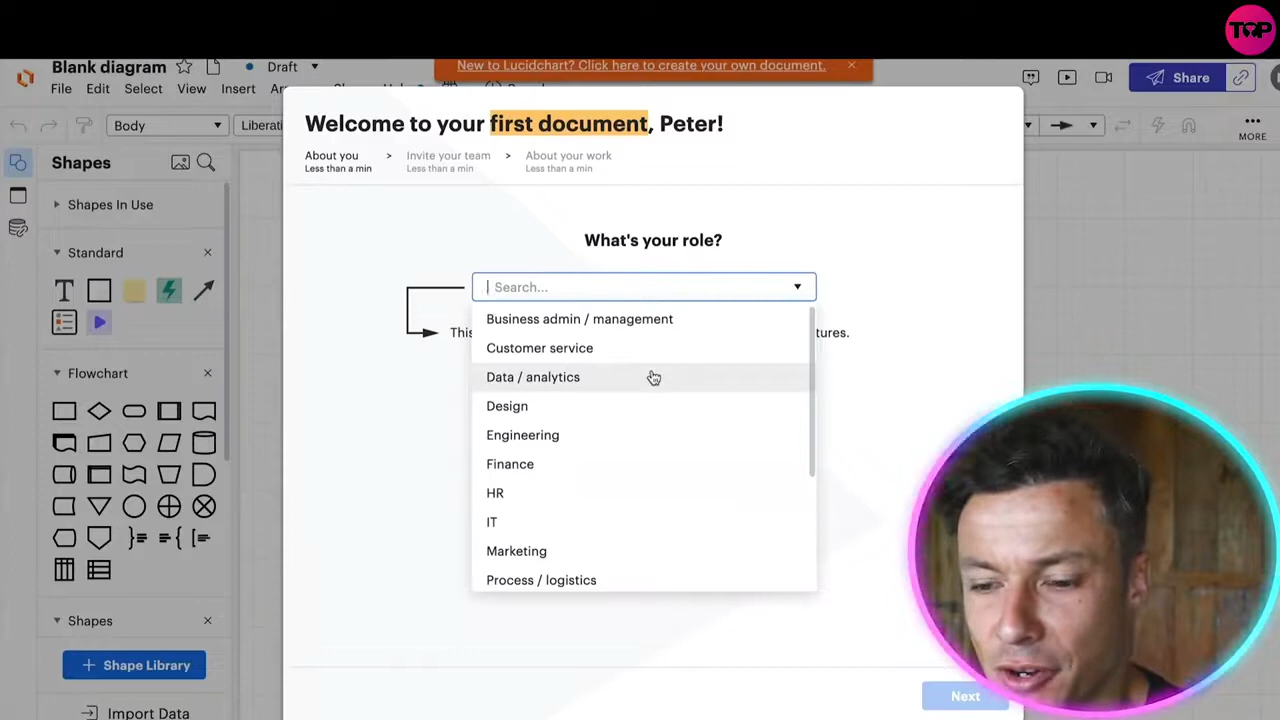 TOP
Blank diagram
Draft
New to Lucidchart? Click here to create your own document.
File Edit Select View Insert
Share
Body
Liberati
MORE
Welcome to your first document, Peter!
About you > Invite your team > About your work
Less than a min Less than a min Less than a min
Shapes
Shapes In Use
Standard
T
Flowchart
Shapes
+ Shape Library
Import Data
What's your role?
Search...
This
tures.
Business admin / management
Customer service
Data / analytics
Design
Engineering
Finance
HR
IT
Marketing
Process / logistics
Next